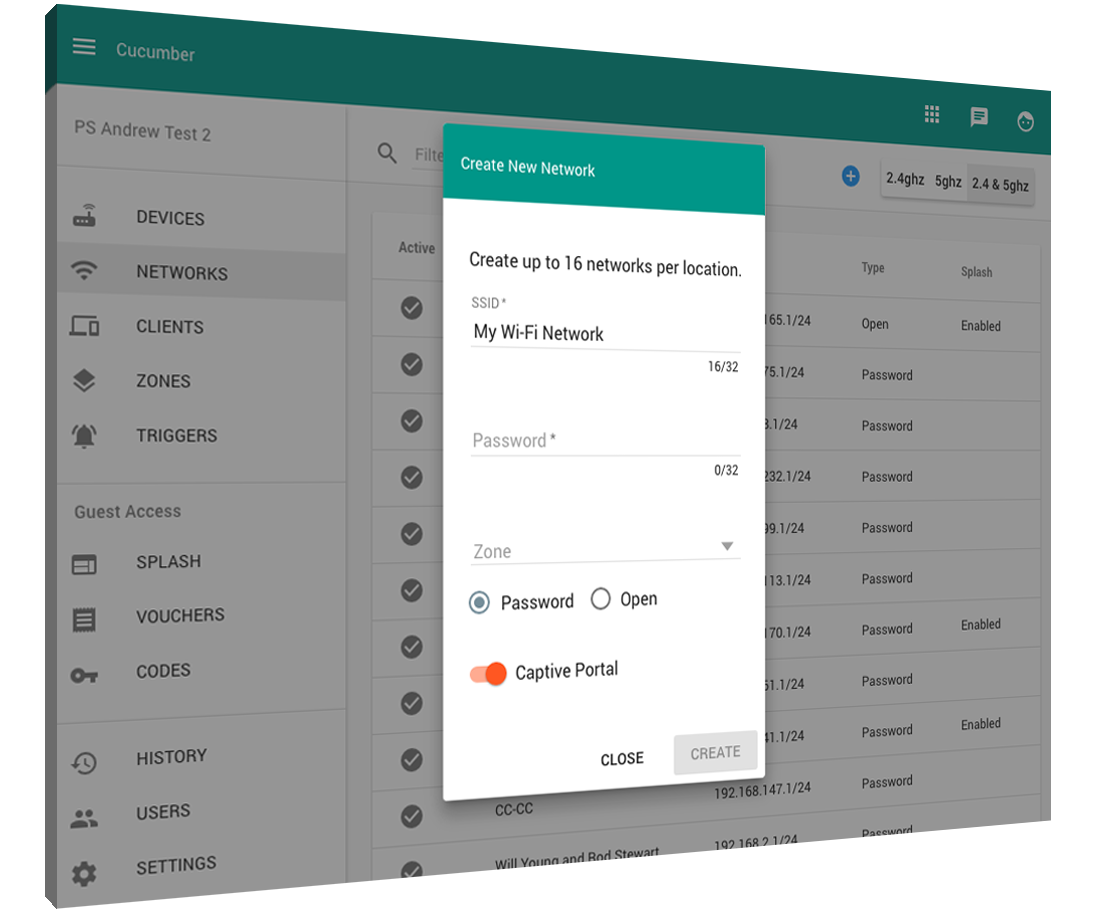 Cucumber
PS Andrew Test 2
DEVICES
NETWORKS
CLIENTS
ZONES
TRIGGERS
Guest Access
SPLASH
VOUCHERS
CODES
HISTORY
USERS
SETTINGS
Filte
2.4ghz 5ghz 2.4 & 5ghz
Create New Network
Create up to 16 networks per location.
SSID *
My Wi-Fi Network
16/32
Password *
0/32
Zone
Password Open
Captive Portal
CLOSE CREATE
Active Type Splash
165.1/24 Open Enabled
75.1/24 Password
3.1/24 Password
232.1/24 Password
99.1/24 Password
113.1/24 Password
170.1/24 Password Enabled
61.1/24 Password
41.1/24 Password Enabled
CC-CC 192.168.147.1/24 Password
Will Young and Rod Stewart 192.168.2.1/24 Password